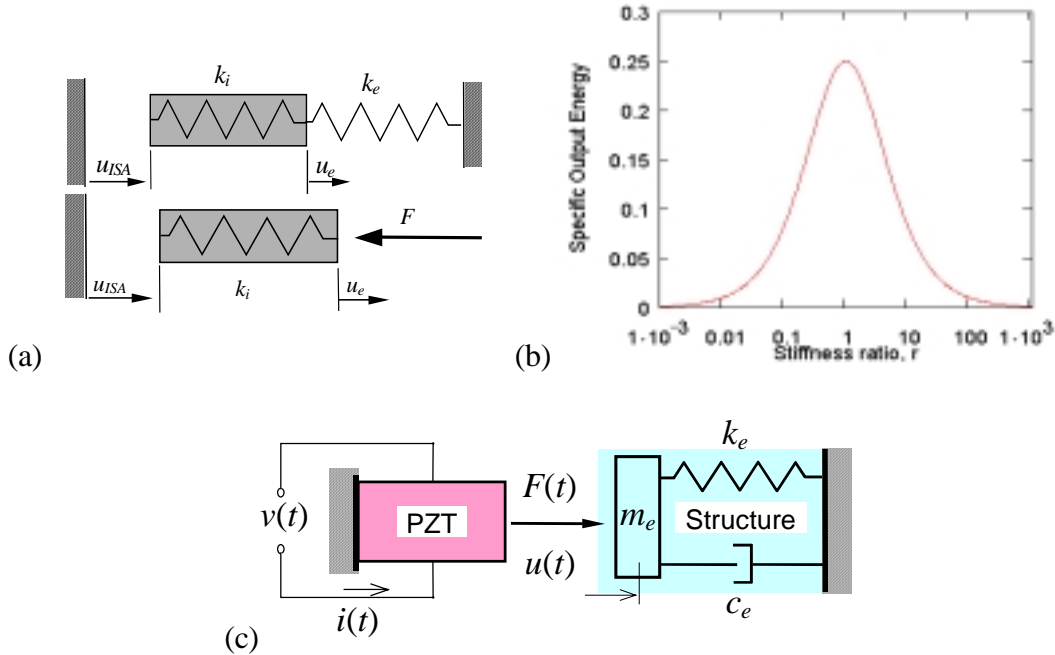 k_i
k_e
u_ISA
u_e
F
u_ISA
k_i
u_e
(a)
0.3
0.25
0.2
0.15
0.1
0.05
0
Specific Output Energy
1·10^-3 0.01 0.1 1 10 100 1·10^3
Stiffness ratio, r
(b)
v(t)
PZT
i(t)
F(t)
u(t)
k_e
m_e
Structure
c_e
(c)